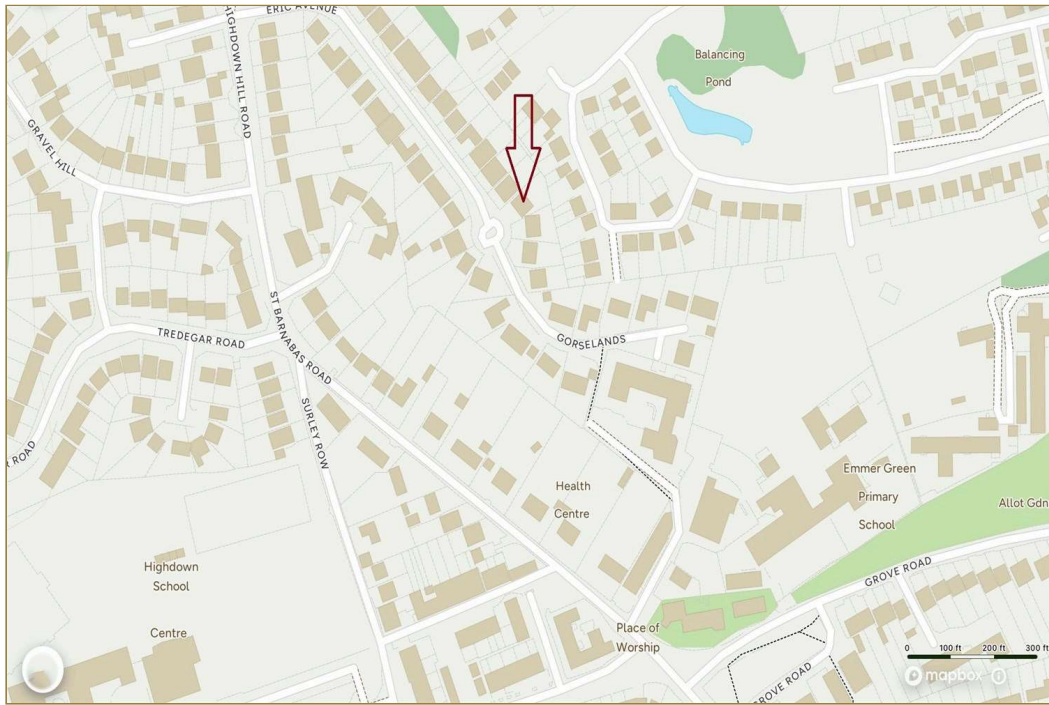 ERIC AVENUE
HIGHDOWN HILL ROAD
Balancing
Pond
GRAVEL HILL
ST BARNABAS ROAD
TREDEGAR ROAD
GORSELANDS
SURLEY ROW
ROAD
Health
Centre
Emmer Green
Primary
School
Allot Gdn
Highdown
School
Centre
GROVE ROAD
Place of
Worship
GROVE ROAD
0 100 ft 200 ft 300 ft
mapbox